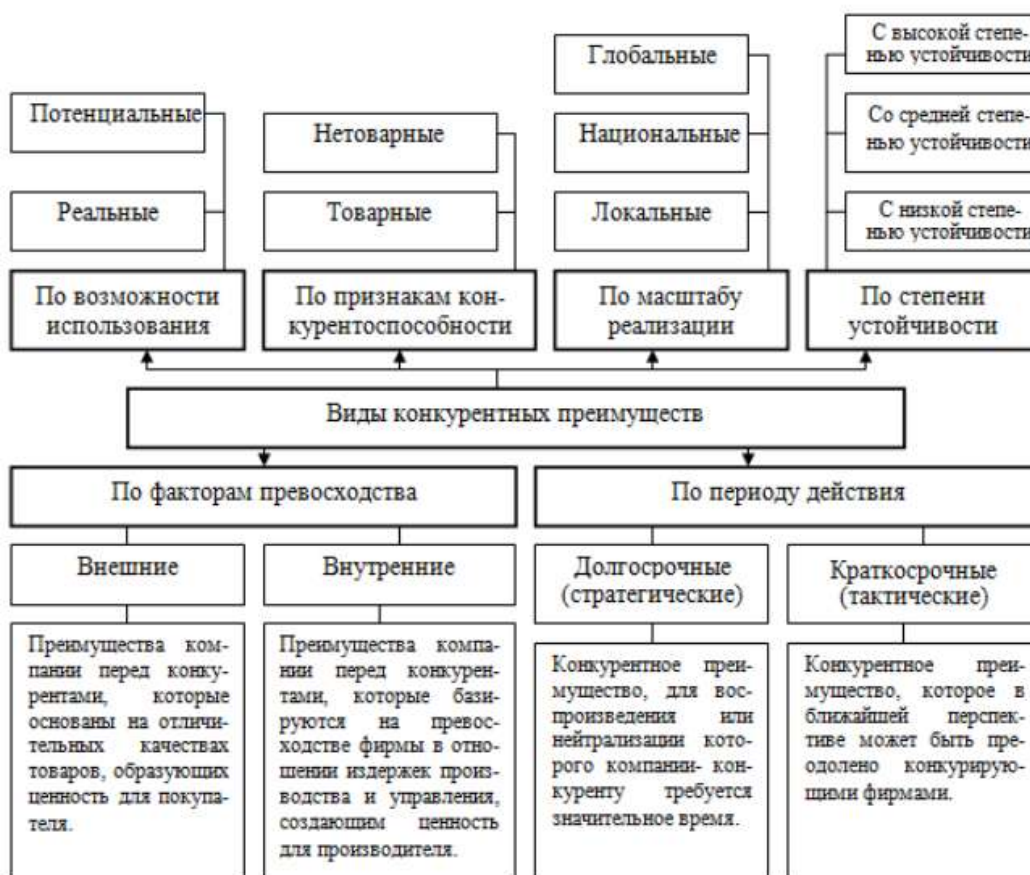 Потенциальные
Реальные
По возможности
использования
Нетоварные
Товарные
По признакам кон-
курентоспособности
Глобальные
Национальные
Локальные
По масштабу
реализации
С высокой степе-
нью устойчивости
Со средней степе-
нью устойчивости
С низкой степе-
нью устойчивости
По степени
устойчивости
Виды конкурентных преимуществ
По факторам превосходства
Внешние
Преимущества ком-
пании перед конку-
рентами, которые
основаны на отличи-
тельных качествах
товаров, образующих
ценность для покупа-
теля.
Внутренние
Преимущества компа-
нии перед конкурен-
тами, которые бази-
руются на превос-
ходстве фирмы в отно-
шении издержек произ-
водства и управления,
создающим ценность
для производителя.
По периоду действия
Долгосрочные
(стратегические)
Конкурентное преи-
мущество, для вос-
произведения или
нейтрализации кото-
рого компании- кон-
куренту требуется
значительное время.
Краткосрочные
(тактические)
Конкурентное преи-
мущество, которое в
ближайшей перспек-
тиве может быть пре-
одолено конкурирую-
щими фирмами.